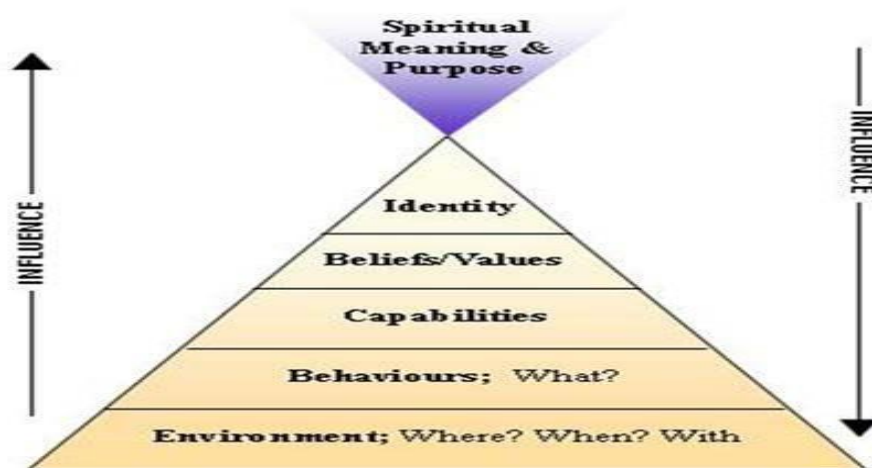 Spiritual
Meaning &
Purpose
INFLUENCE
INFLUENCE
Identity
Beliefs/Values
Capabilities
Behaviours; What?
Environment; Where? When? With